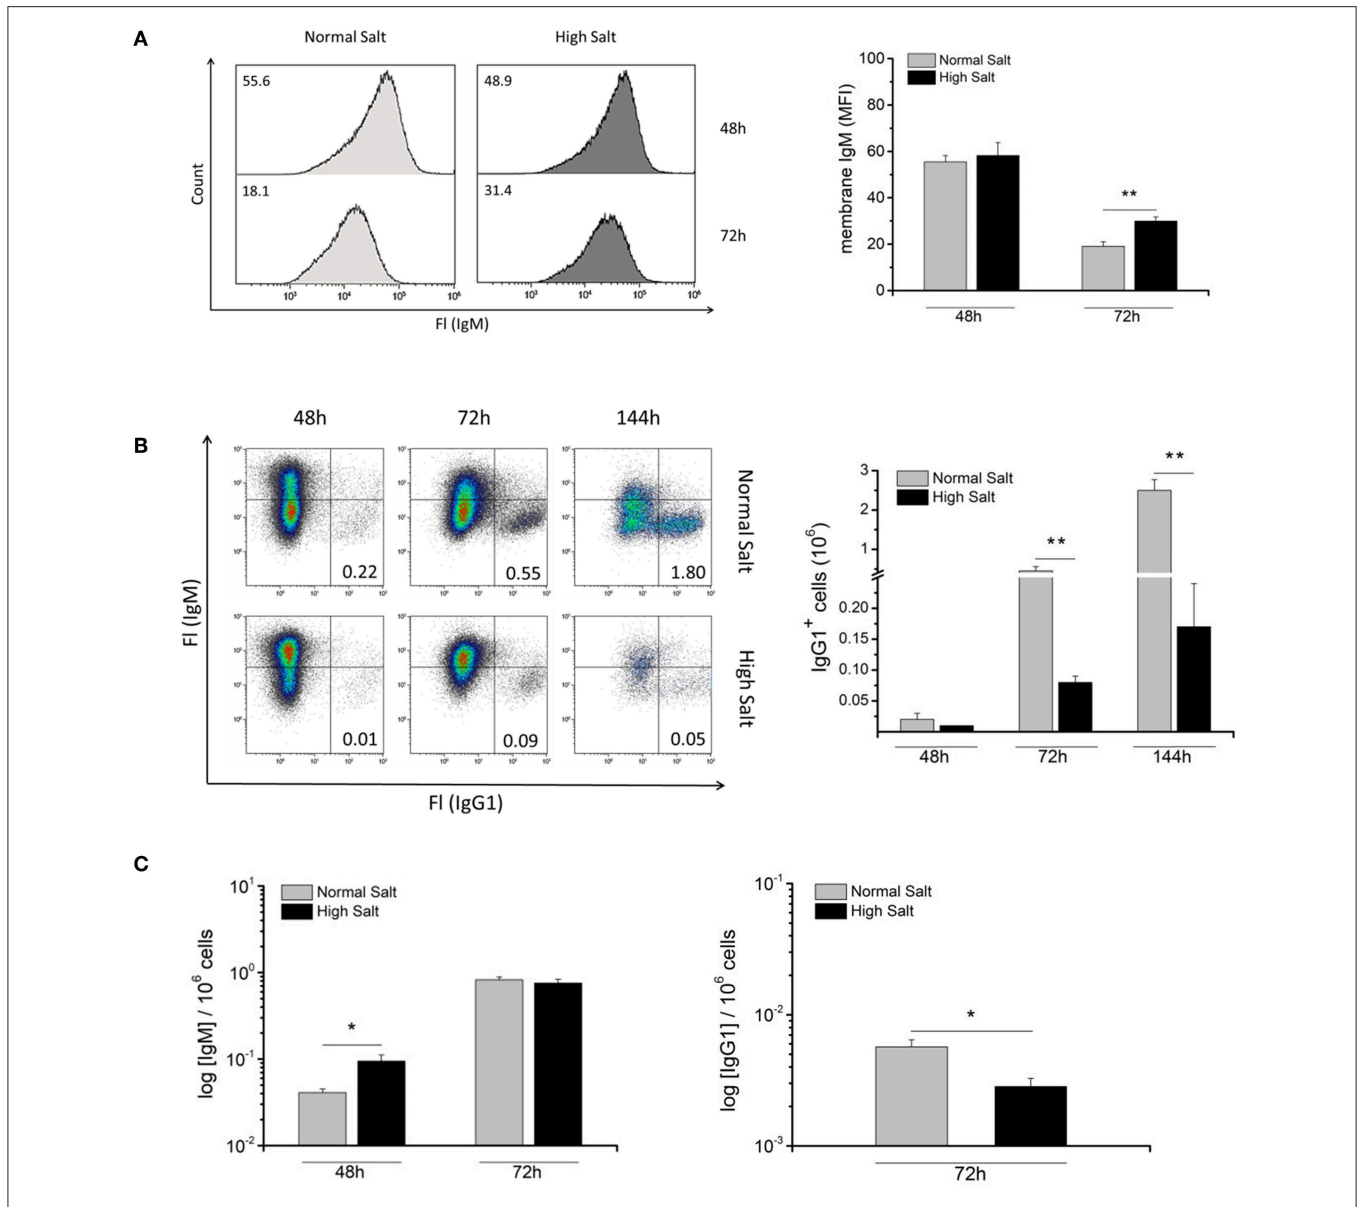 A
Normal Salt
High Salt
55.6
48.9
48h
18.1
31.4
72h
Count
10³ 10⁴ 10⁵ 10⁶
10³ 10⁴ 10⁵ 10⁶
Fl (IgM)
Normal Salt
High Salt
membrane IgM (MFI)
100
80
60
40
20
0
**
48h
72h
B
48h
72h
144h
Normal Salt
High Salt
0.22
0.55
1.80
0.01
0.09
0.05
Fl (IgM)
Fl (IgG1)
Normal Salt
High Salt
IgG1⁺ cells (10⁶)
3
2
1
0.20
0.15
0.10
0.05
**
**
48h
72h
144h
C
Normal Salt
High Salt
log [IgM] / 10⁶ cells
10¹
10⁰
10⁻¹
10⁻²
*
48h
72h
Normal Salt
High Salt
log [IgG1] / 10⁶ cells
10⁻¹
10⁻²
10⁻³
*
72h